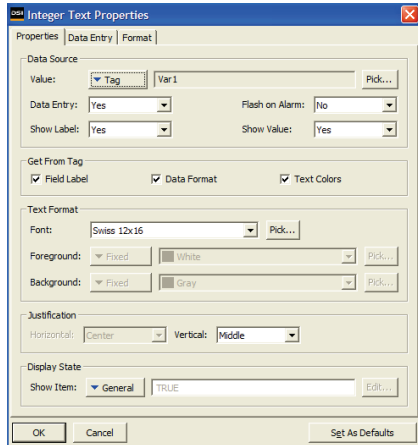 DSI Integer Text Properties
Properties Data Entry Format
Data Source
Value: Tag Var1 Pick...
Data Entry: Yes Flash on Alarm: No
Show Label: Yes Show Value: Yes
Get From Tag
Field Label Data Format Text Colors
Text Format
Font: Swiss 12x16 Pick...
Foreground: Fixed White Pick...
Background: Fixed Gray Pick...
Justification
Horizontal: Center Vertical: Middle
Display State
Show Item: General TRUE Edit...
OK Cancel Set As Defaults